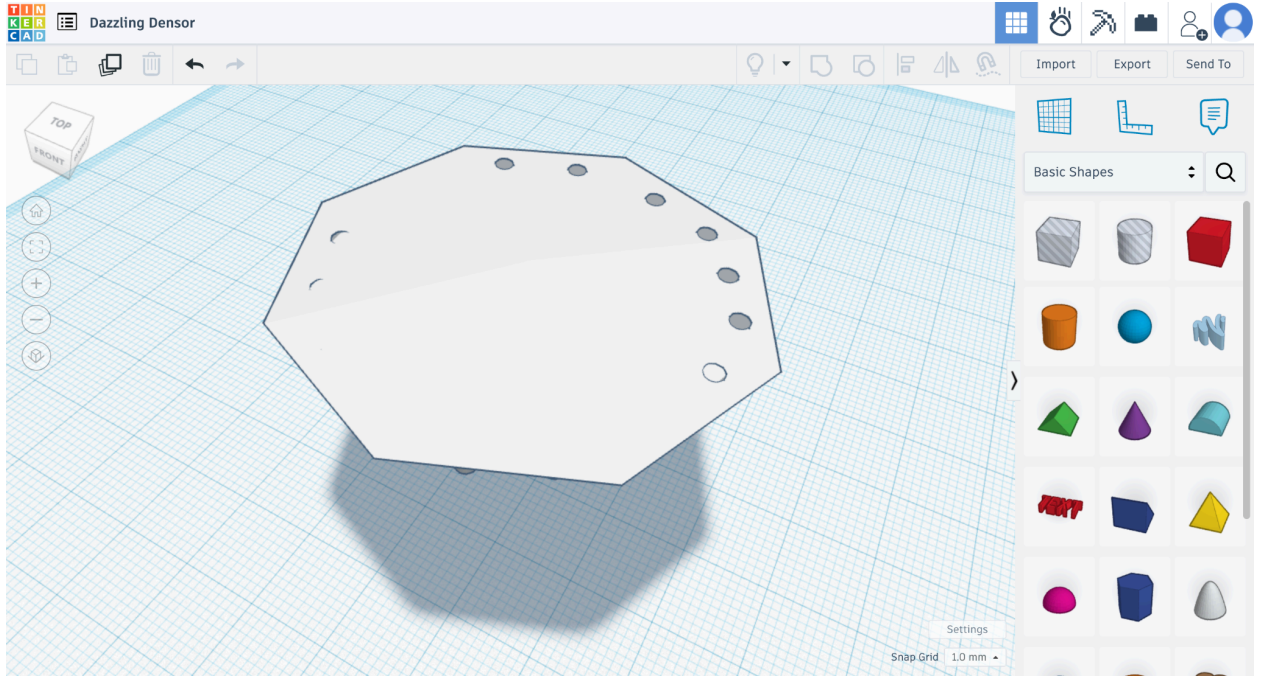 TIN
KER
CAD
Dazzling Densor
Import
Export
Send To
TOP
FRONT
Basic Shapes
TEXT
Settings
Snap Grid 1.0 mm